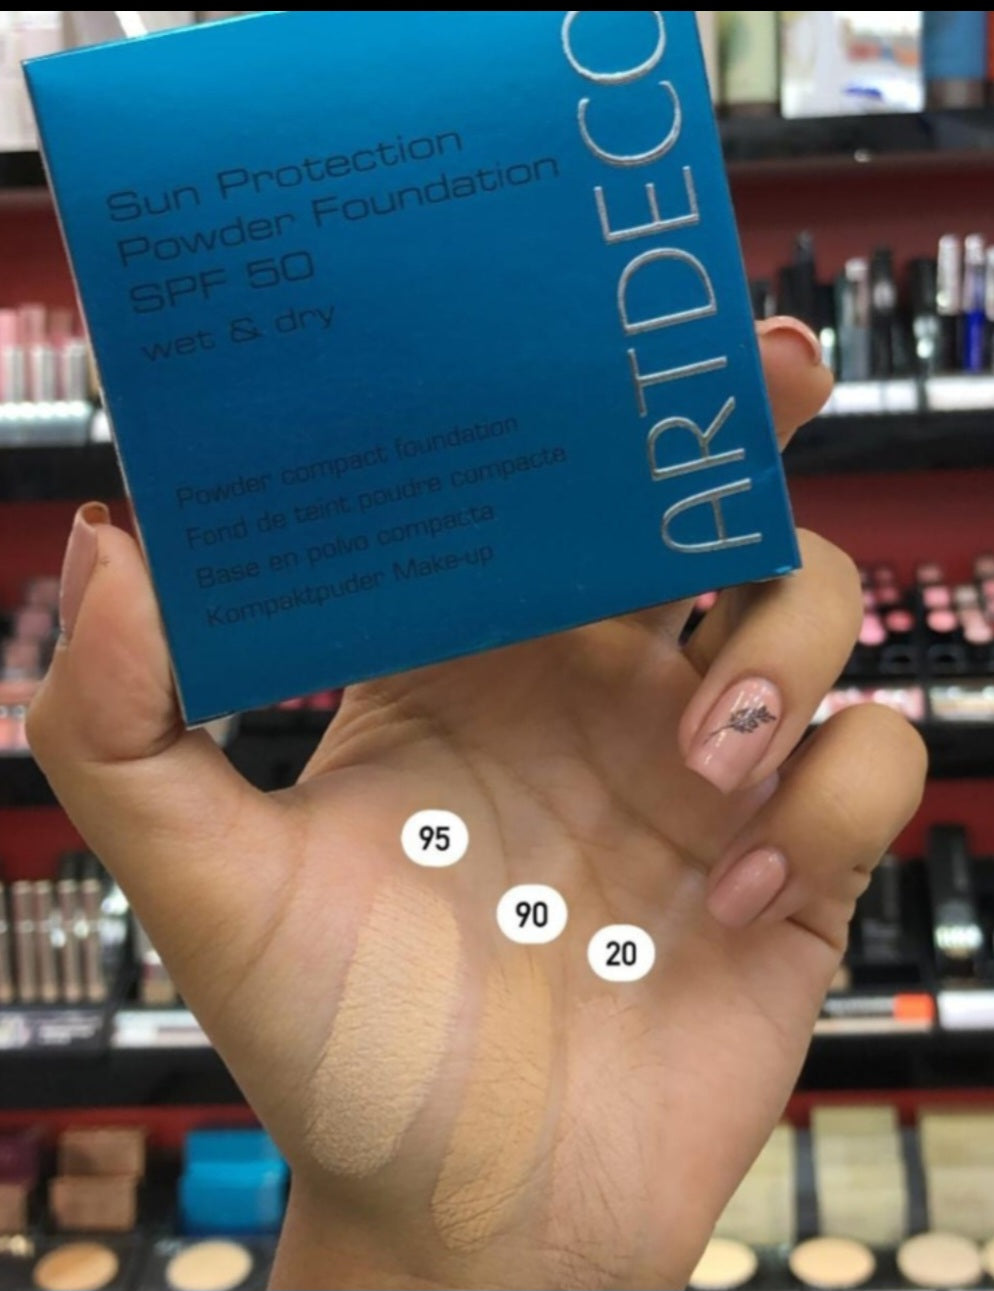 ARTDECO
Sun Protection
Powder Foundation
SPF 50
wet & dry
Powder compact foundation
Fond de teint poudre compacte
Base en polvo compacta
Kompaktpuder Make-up
95
90
20